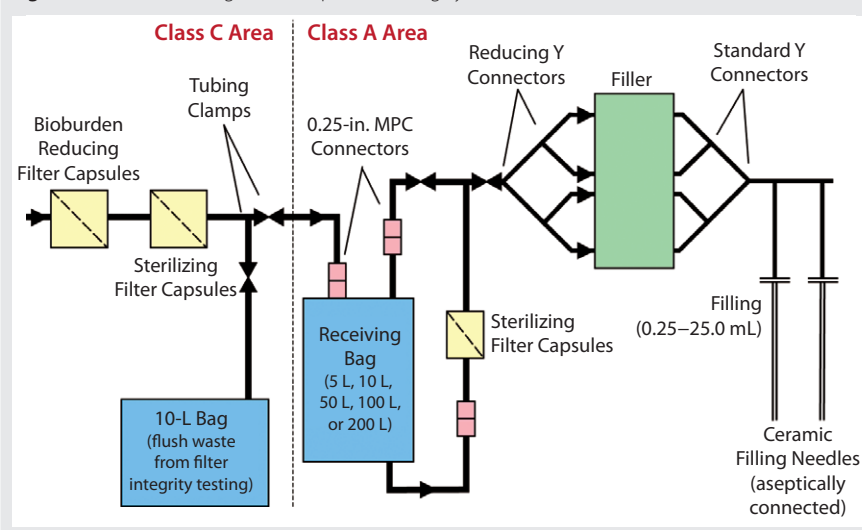 Class C Area
Class A Area
Tubing
Clamps
Bioburden
Reducing
Filter Capsules
Sterilizing
Filter Capsules
10-L Bag
(flush waste
from filter
integrity testing)
0.25-in. MPC
Connectors
Receiving
Bag
(5 L, 10 L,
50 L, 100 L,
or 200 L)
Sterilizing
Filter Capsules
Reducing Y
Connectors
Filler
Standard Y
Connectors
Filling
(0.25–25.0 mL)
Ceramic
Filling Needles
(aseptically
connected)